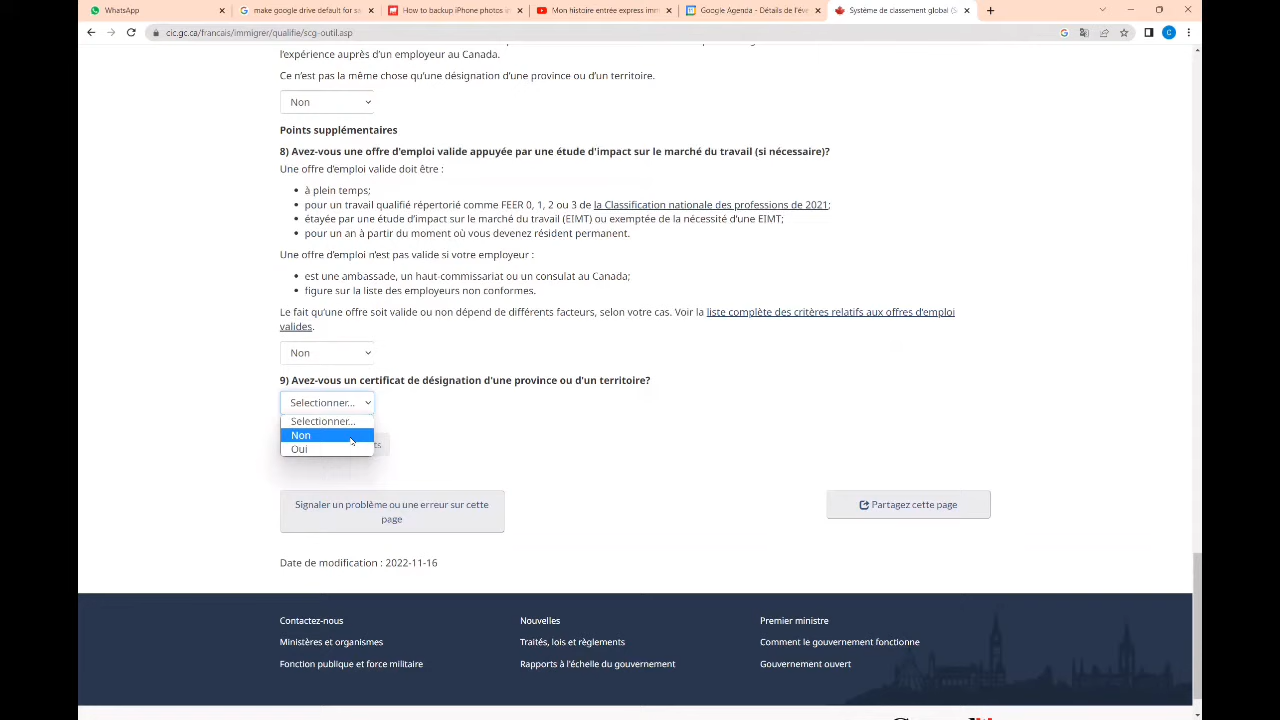 WhatsApp
make google drive default for sa
How to backup iPhone photos in
Mon histoire entrée express imm
Google Agenda - Détails de l'éve
Système de classement global (S
cic.gc.ca/francais/immigrer/qualifie/scg-outil.asp
C
l'expérience auprès d'un employeur au Canada.
Ce n'est pas la même chose qu'une désignation d'une province ou d'un territoire.
Non
Points supplémentaires
8) Avez-vous une offre d'emploi valide appuyée par une étude d'impact sur le marché du travail (si nécessaire)?
Une offre d'emploi valide doit être :
• à plein temps;
• pour un travail qualifié répertorié comme FEER 0, 1, 2 ou 3 de la Classification nationale des professions de 2021;
• étayée par une étude d'impact sur le marché du travail (EIMT) ou exemptée de la nécessité d'une EIMT;
• pour un an à partir du moment où vous devenez résident permanent.
Une offre d'emploi n'est pas valide si votre employeur :
• est une ambassade, un haut-commissariat ou un consulat au Canada;
• figure sur la liste des employeurs non conformes.
Le fait qu'une offre soit valide ou non dépend de différents facteurs, selon votre cas. Voir la liste complète des critères relatifs aux offres d'emploi
valides.
Non
9) Avez-vous un certificat de désignation d'une province ou d'un territoire?
Selectionner...
Selectionner...
Non
Oui
Signaler un problème ou une erreur sur cette
page
Partagez cette page
Date de modification : 2022-11-16
Contactez-nous
Nouvelles
Premier ministre
Ministères et organismes
Traités, lois et règlements
Comment le gouvernement fonctionne
Fonction publique et force militaire
Rapports à l'échelle du gouvernement
Gouvernement ouvert